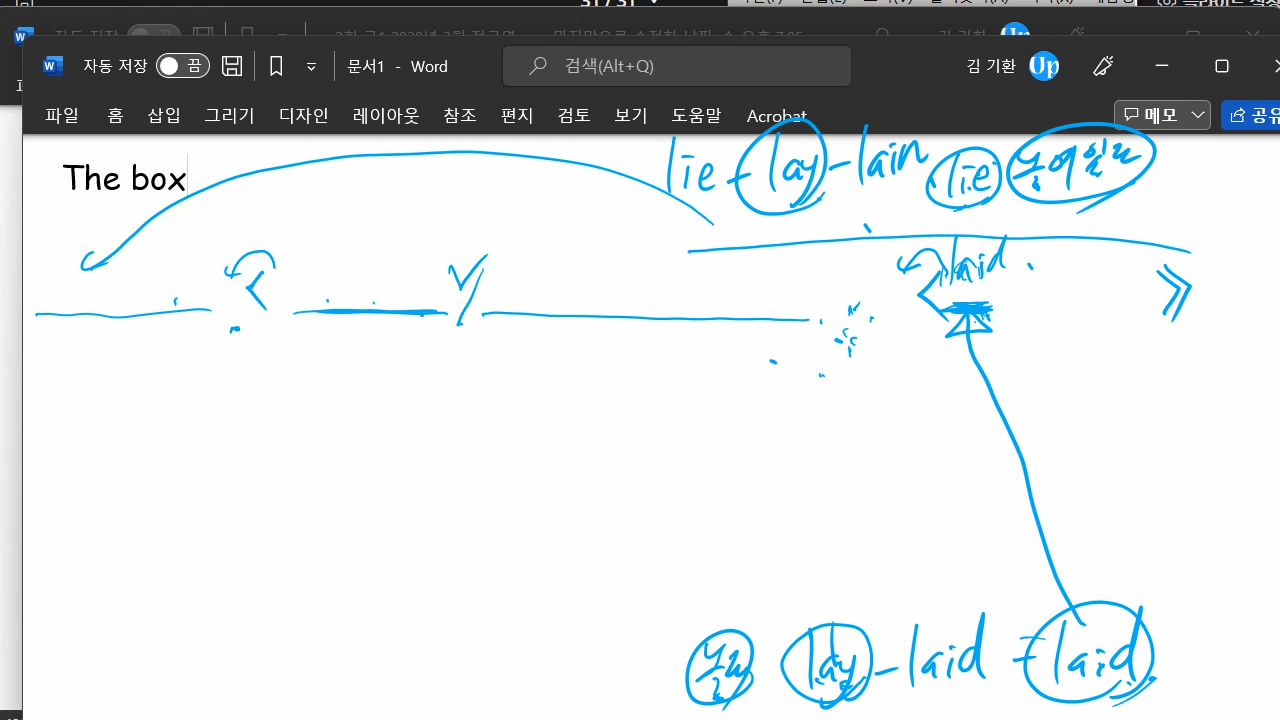 자동 저장 끔 문서1 - Word 검색(Alt+Q) 김 기환 Up
파일 홈 삽입 그리기 디자인 레이아웃 참조 편지 검토 보기 도움말 Acrobat 메모 공유
The box
lie - lay - lain lie 놓여있다
laid
lay - laid - laid